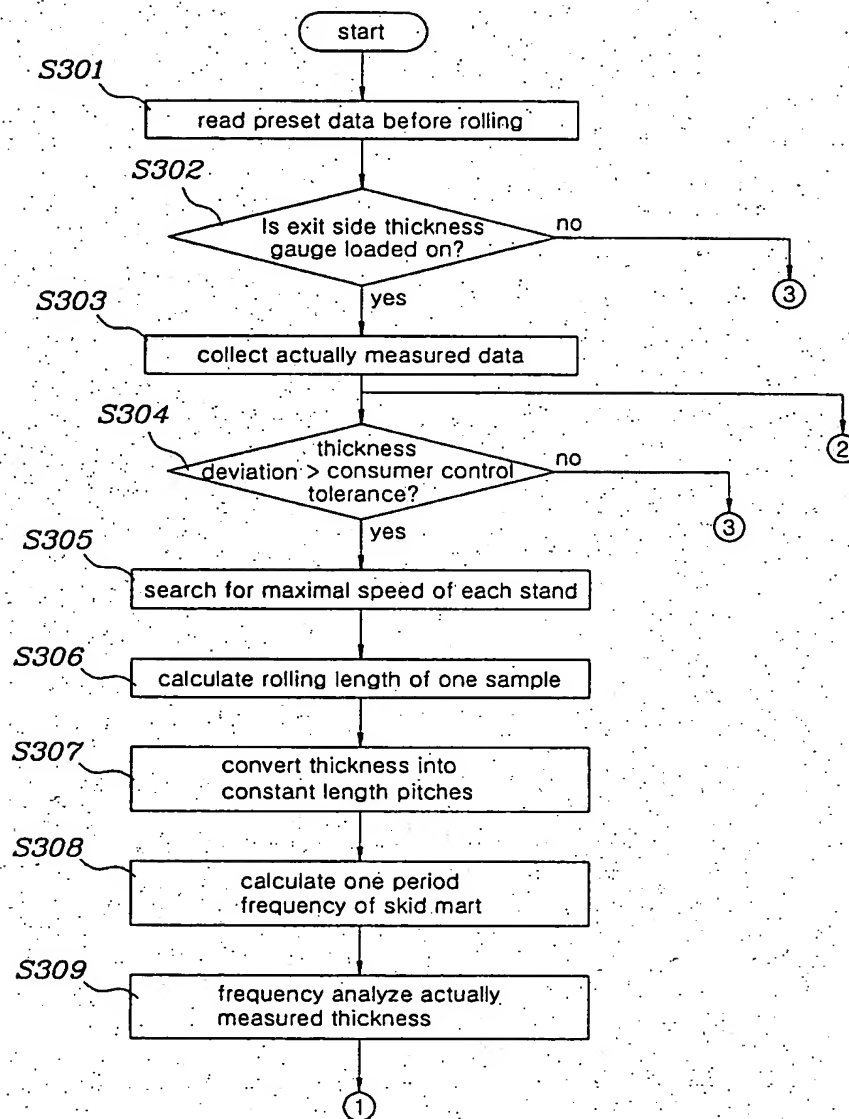 start
S301
read preset data before rolling
S302
Is exit side thickness
gauge loaded on?
no
3
yes
S303
collect actually measured data
2
S304
thickness
deviation > consumer control
tolerance?
no
3
yes
S305
search for maximal speed of each stand
S306
calculate rolling length of one sample
S307
convert thickness into
constant length pitches
S308
calculate one period
frequency of skid mart
S309
frequency analyze actually
measured thickness
1